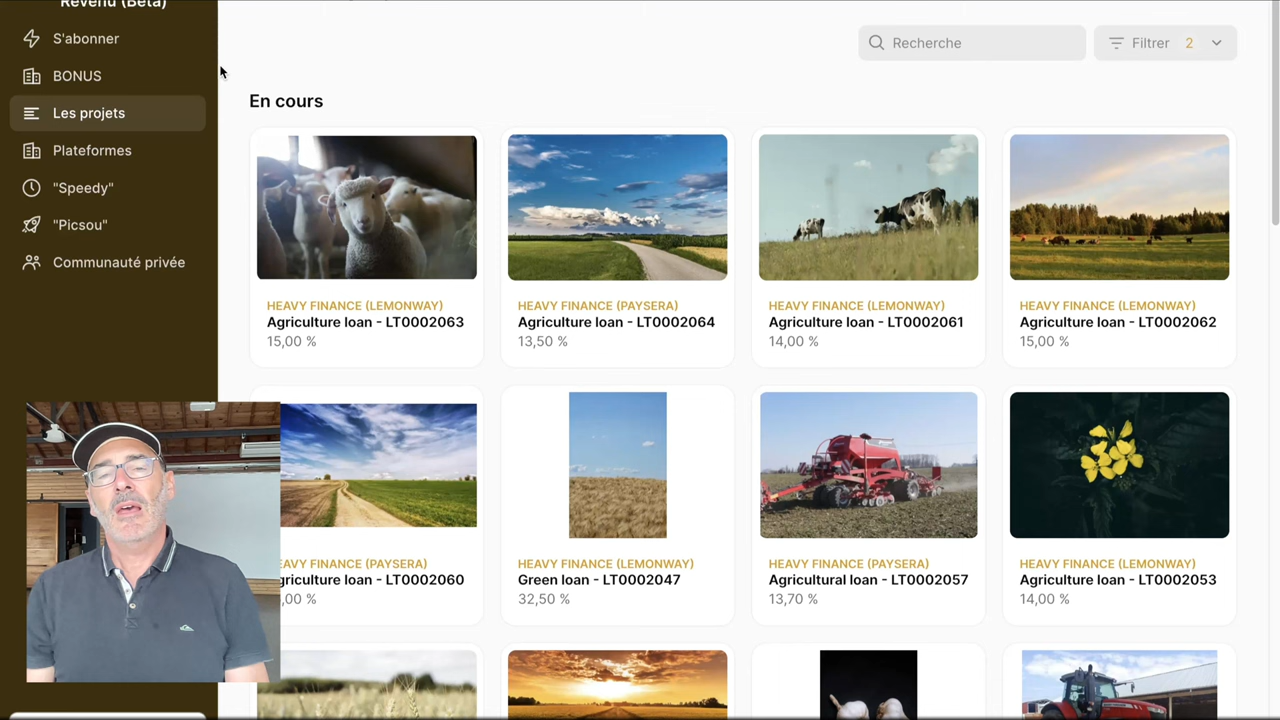 Revenu (Beta)
S'abonner
BONUS
Les projets
Plateformes
"Speedy"
"Picsou"
Communauté privée
Recherche
Filtrer 2
En cours
HEAVY FINANCE (LEMONWAY)
Agriculture loan - LT0002063
15,00 %
HEAVY FINANCE (PAYSERA)
Agriculture loan - LT0002064
13,50 %
HEAVY FINANCE (LEMONWAY)
Agriculture loan - LT0002061
14,00 %
HEAVY FINANCE (LEMONWAY)
Agriculture loan - LT0002062
15,00 %
EAVY FINANCE (PAYSERA)
griculture loan - LT0002060
,00 %
HEAVY FINANCE (LEMONWAY)
Green loan - LT0002047
32,50 %
HEAVY FINANCE (PAYSERA)
Agricultural loan - LT0002057
13,70 %
HEAVY FINANCE (LEMONWAY)
Agriculture loan - LT0002053
14,00 %